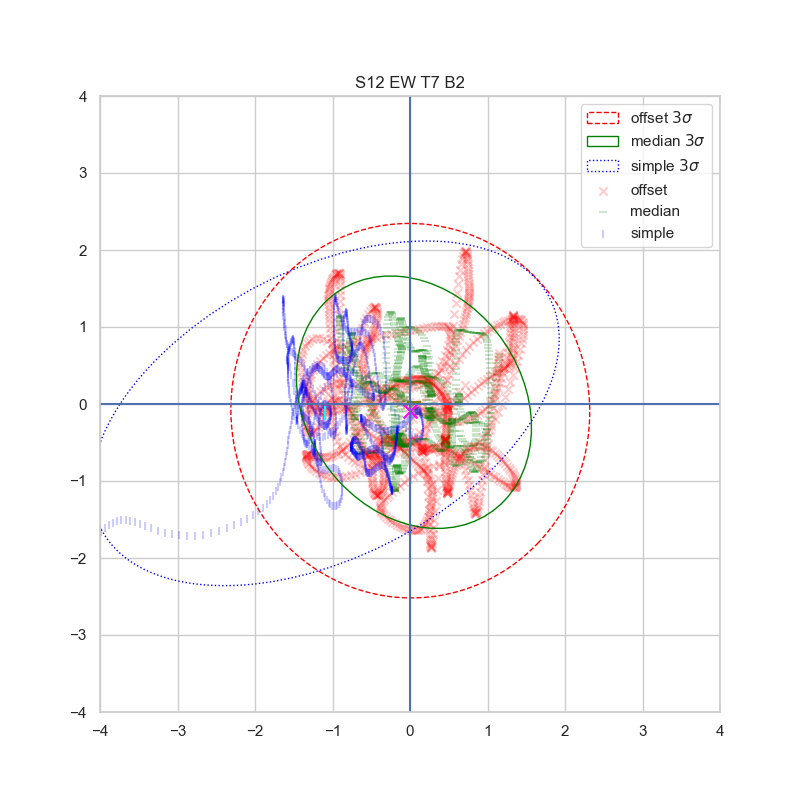 S12 EW T7 B2
offset 3σ
median 3σ
simple 3σ
offset
median
simple
4
3
2
1
0
−1
−2
−3
−4
−4 −3 −2 −1 0 1 2 3 4